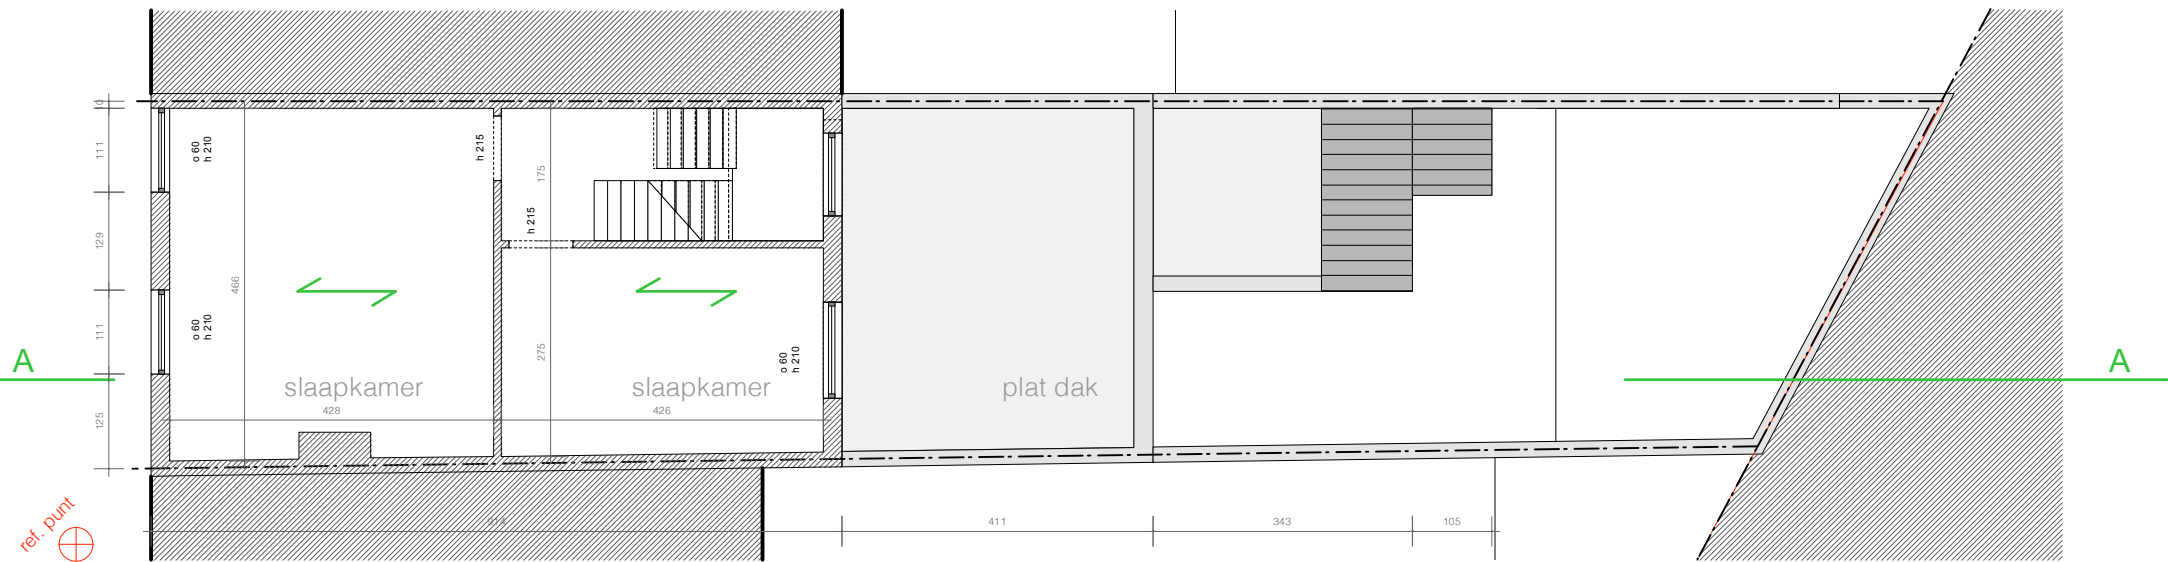 10
111
129
111
125
o 60
h 210
o 60
h 210
466
h 215
h 215
175
275
o 60
h 210
slaapkamer
428
slaapkamer
426
plat dak
A
A
ref. punt
914
411
343
105